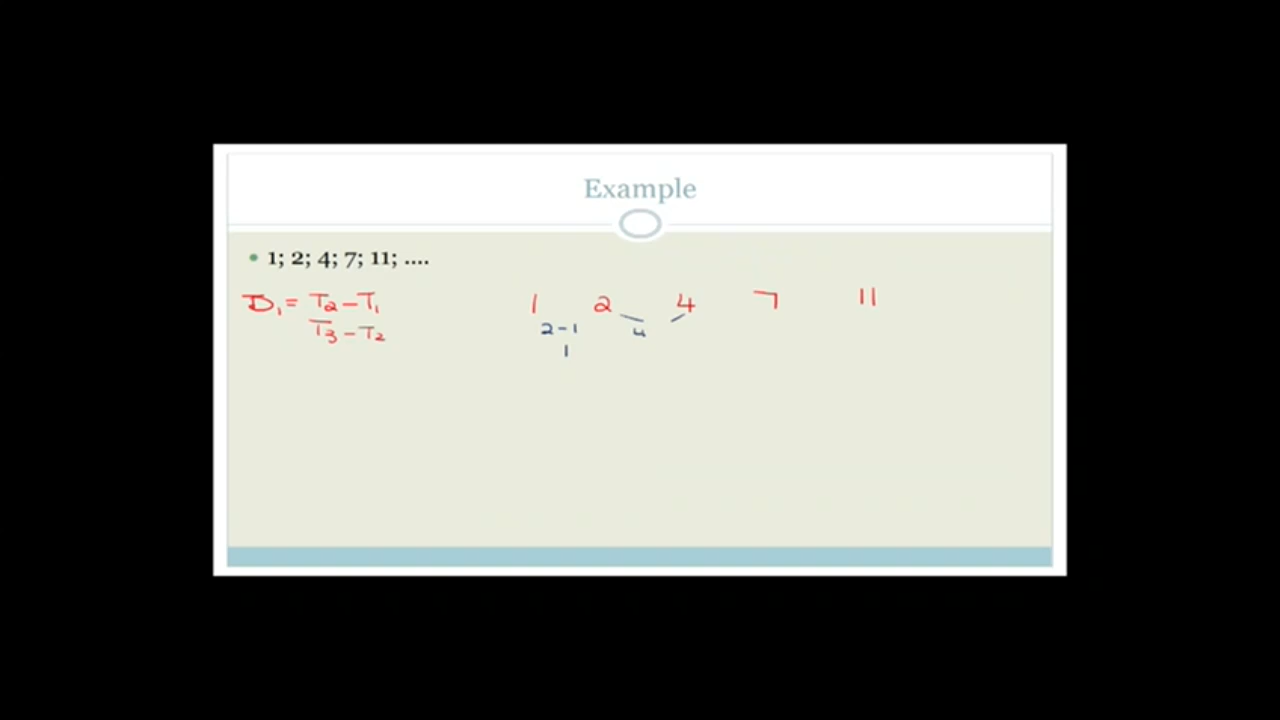 Example
1; 2; 4; 7; 11; ....
D₁ = T₂ – T₁
T₃ – T₂
1 2 4 7 11
2 – 1 4
1